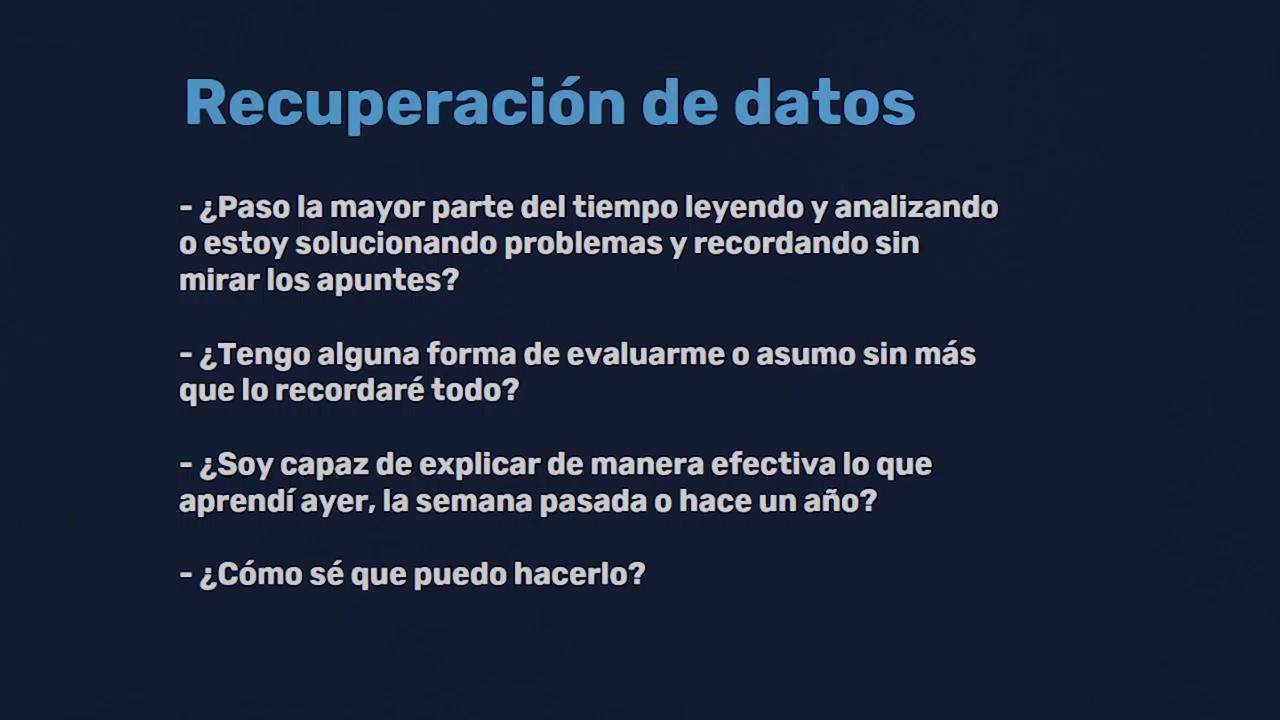 Recuperación de datos
- ¿Paso la mayor parte del tiempo leyendo y analizando
o estoy solucionando problemas y recordando sin
mirar los apuntes?
- ¿Tengo alguna forma de evaluarme o asumo sin más
que lo recordaré todo?
- ¿Soy capaz de explicar de manera efectiva lo que
aprendí ayer, la semana pasada o hace un año?
- ¿Cómo sé que puedo hacerlo?